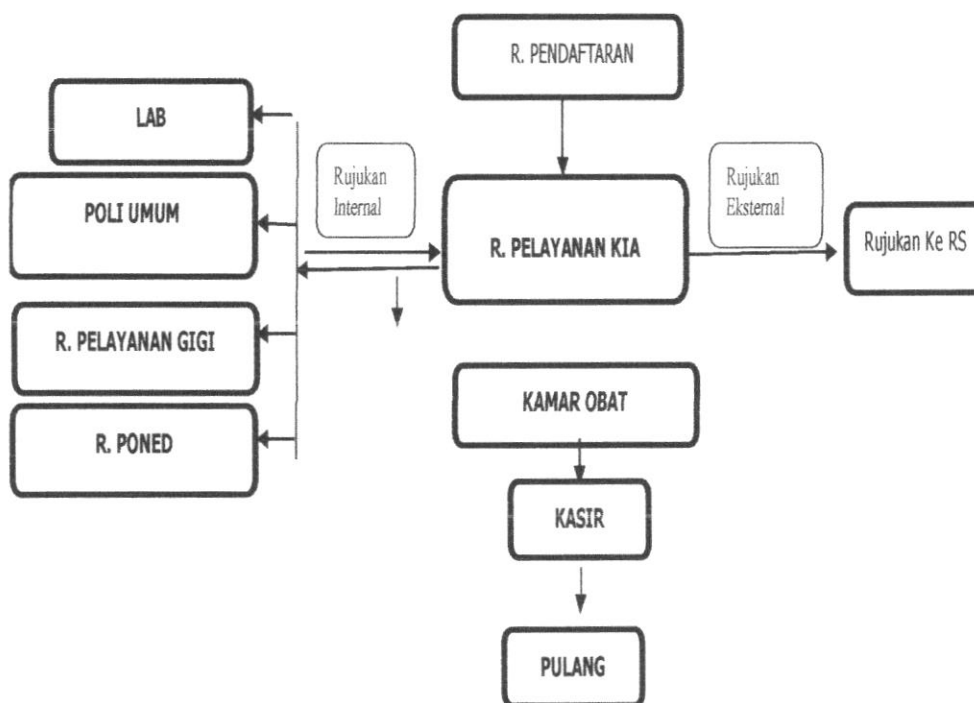 R. PENDAFTARAN
LAB
Rujukan
Internal
Rujukan
Eksternal
POLI UMUM
R. PELAYANAN KIA
Rujukan Ke RS
R. PELAYANAN GIGI
KAMAR OBAT
R. PONED
KASIR
PULANG